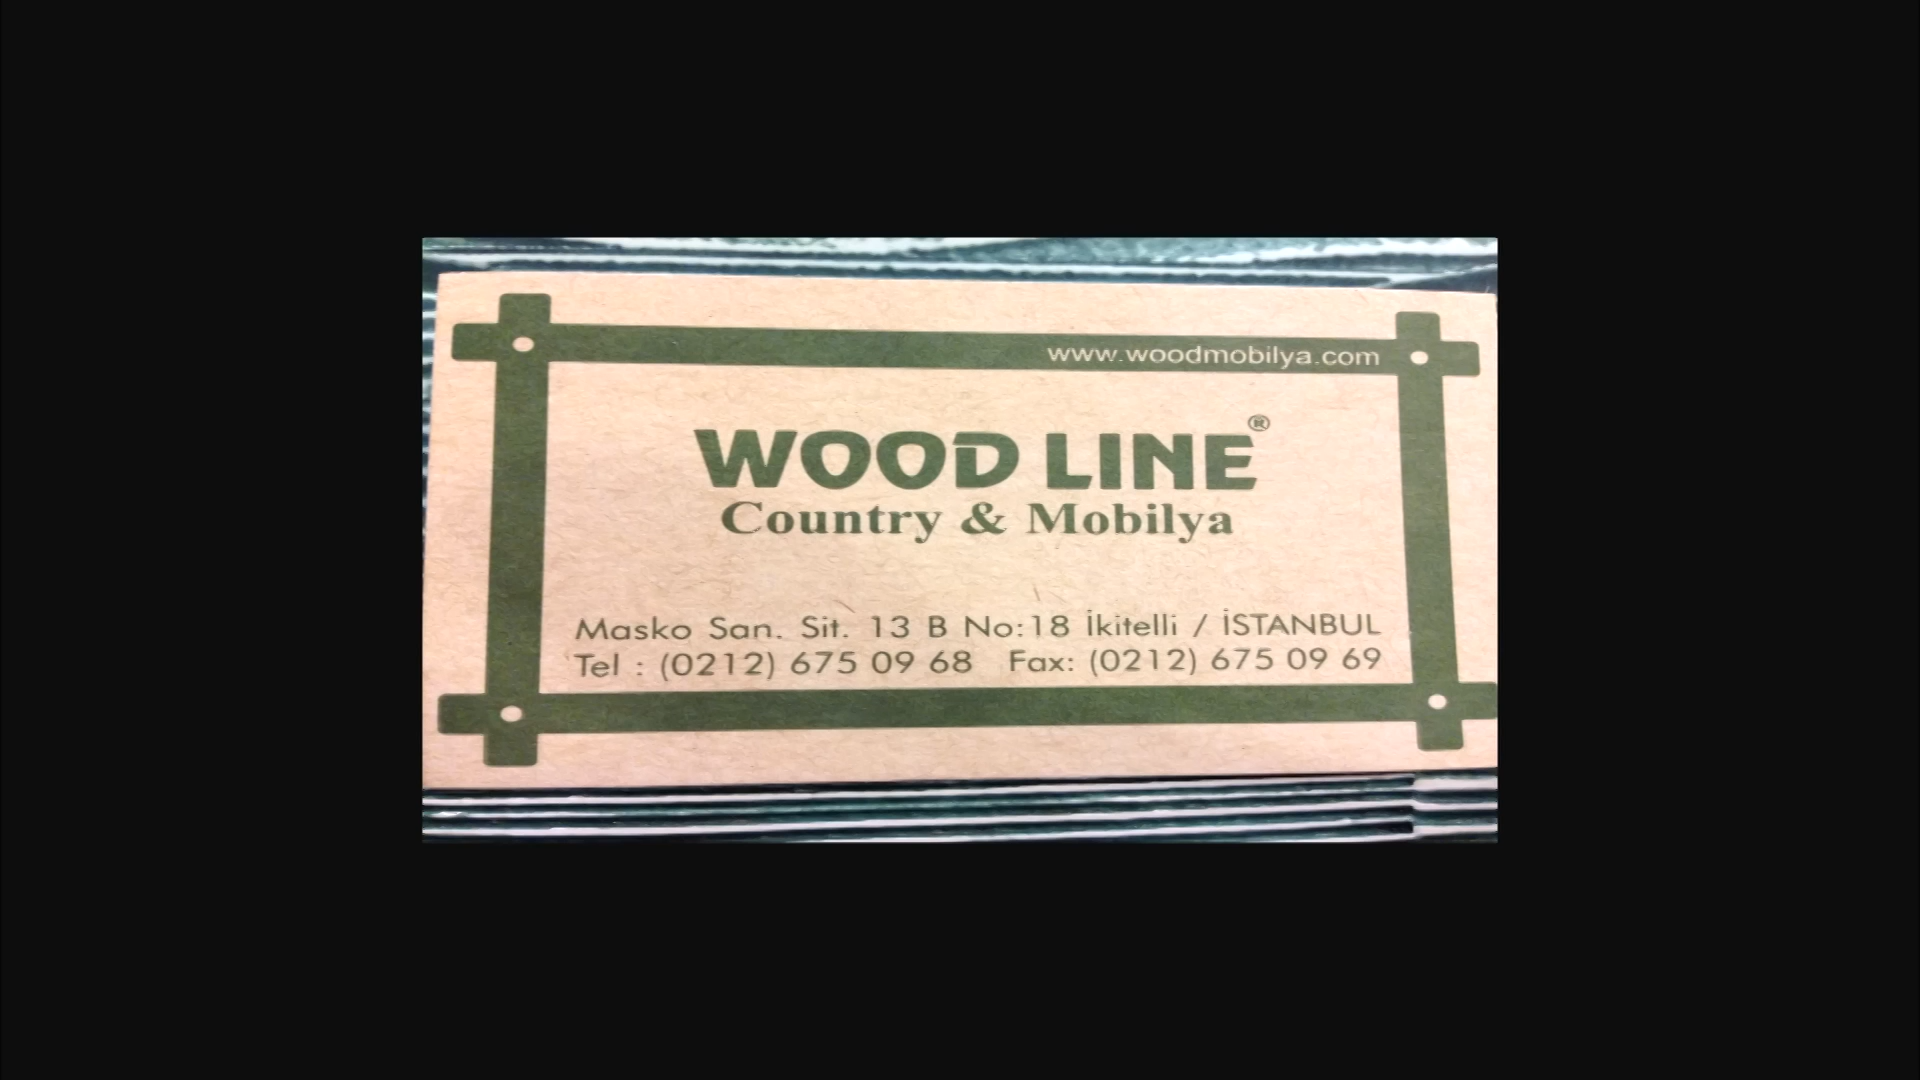 www.woodmobilya.com
WOOD LINE®
Country & Mobilya
Masko San. Sit. 13 B No:18 İkitelli / İSTANBUL
Tel : (0212) 675 09 68 Fax: (0212) 675 09 69